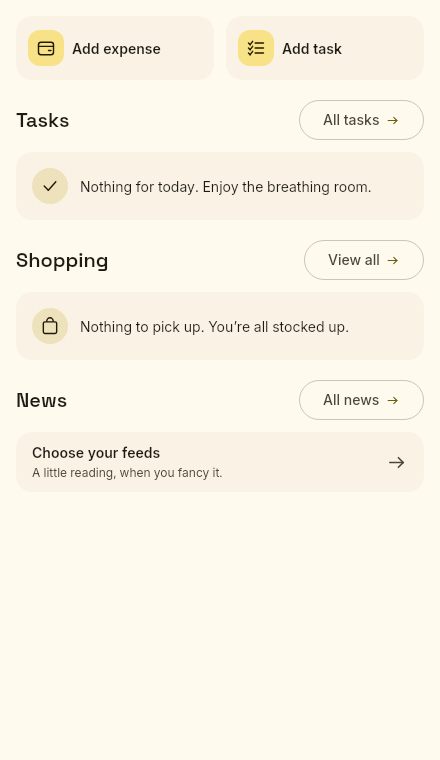 Add expense
Add task
Tasks
All tasks →
Nothing for today. Enjoy the breathing room.
Shopping
View all →
Nothing to pick up. You’re all stocked up.
News
All news →
Choose your feeds
A little reading, when you fancy it.